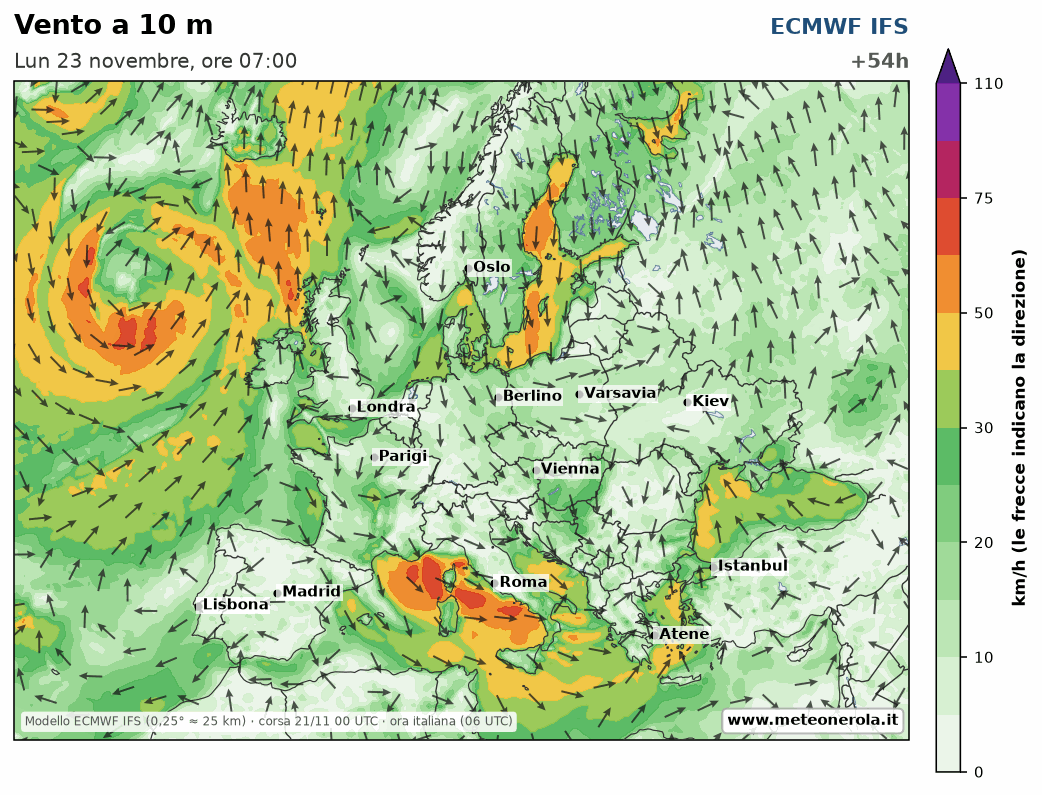 Vento a 10 m
ECMWF IFS
Lun 23 novembre, ore 07:00
+54h
Oslo
Londra
Berlino
Varsavia
Kiev
Parigi
Vienna
Istanbul
Roma
Madrid
Lisbona
Atene
Modello ECMWF IFS (0,25° ≈ 25 km) · corsa 21/11 00 UTC · ora italiana (06 UTC)
www.meteonerola.it
110
75
50
30
20
10
0
km/h (le frecce indicano la direzione)